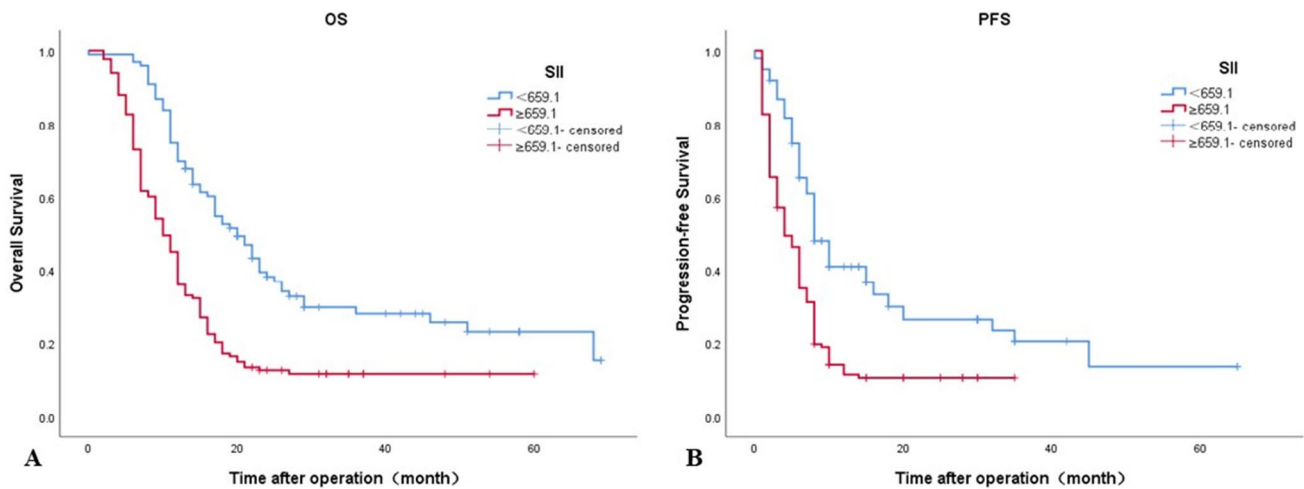 OS
SII
<659.1
≥659.1
<659.1- censored
≥659.1- censored
Overall Survival
1.0
0.8
0.6
0.4
0.2
0.0
0
20
40
60
Time after operation（month）
A
PFS
SII
<659.1
≥659.1
<659.1- censored
≥659.1- censored
Progression-free Survival
1.0
0.8
0.6
0.4
0.2
0.0
0
20
40
60
Time after operation（month）
B